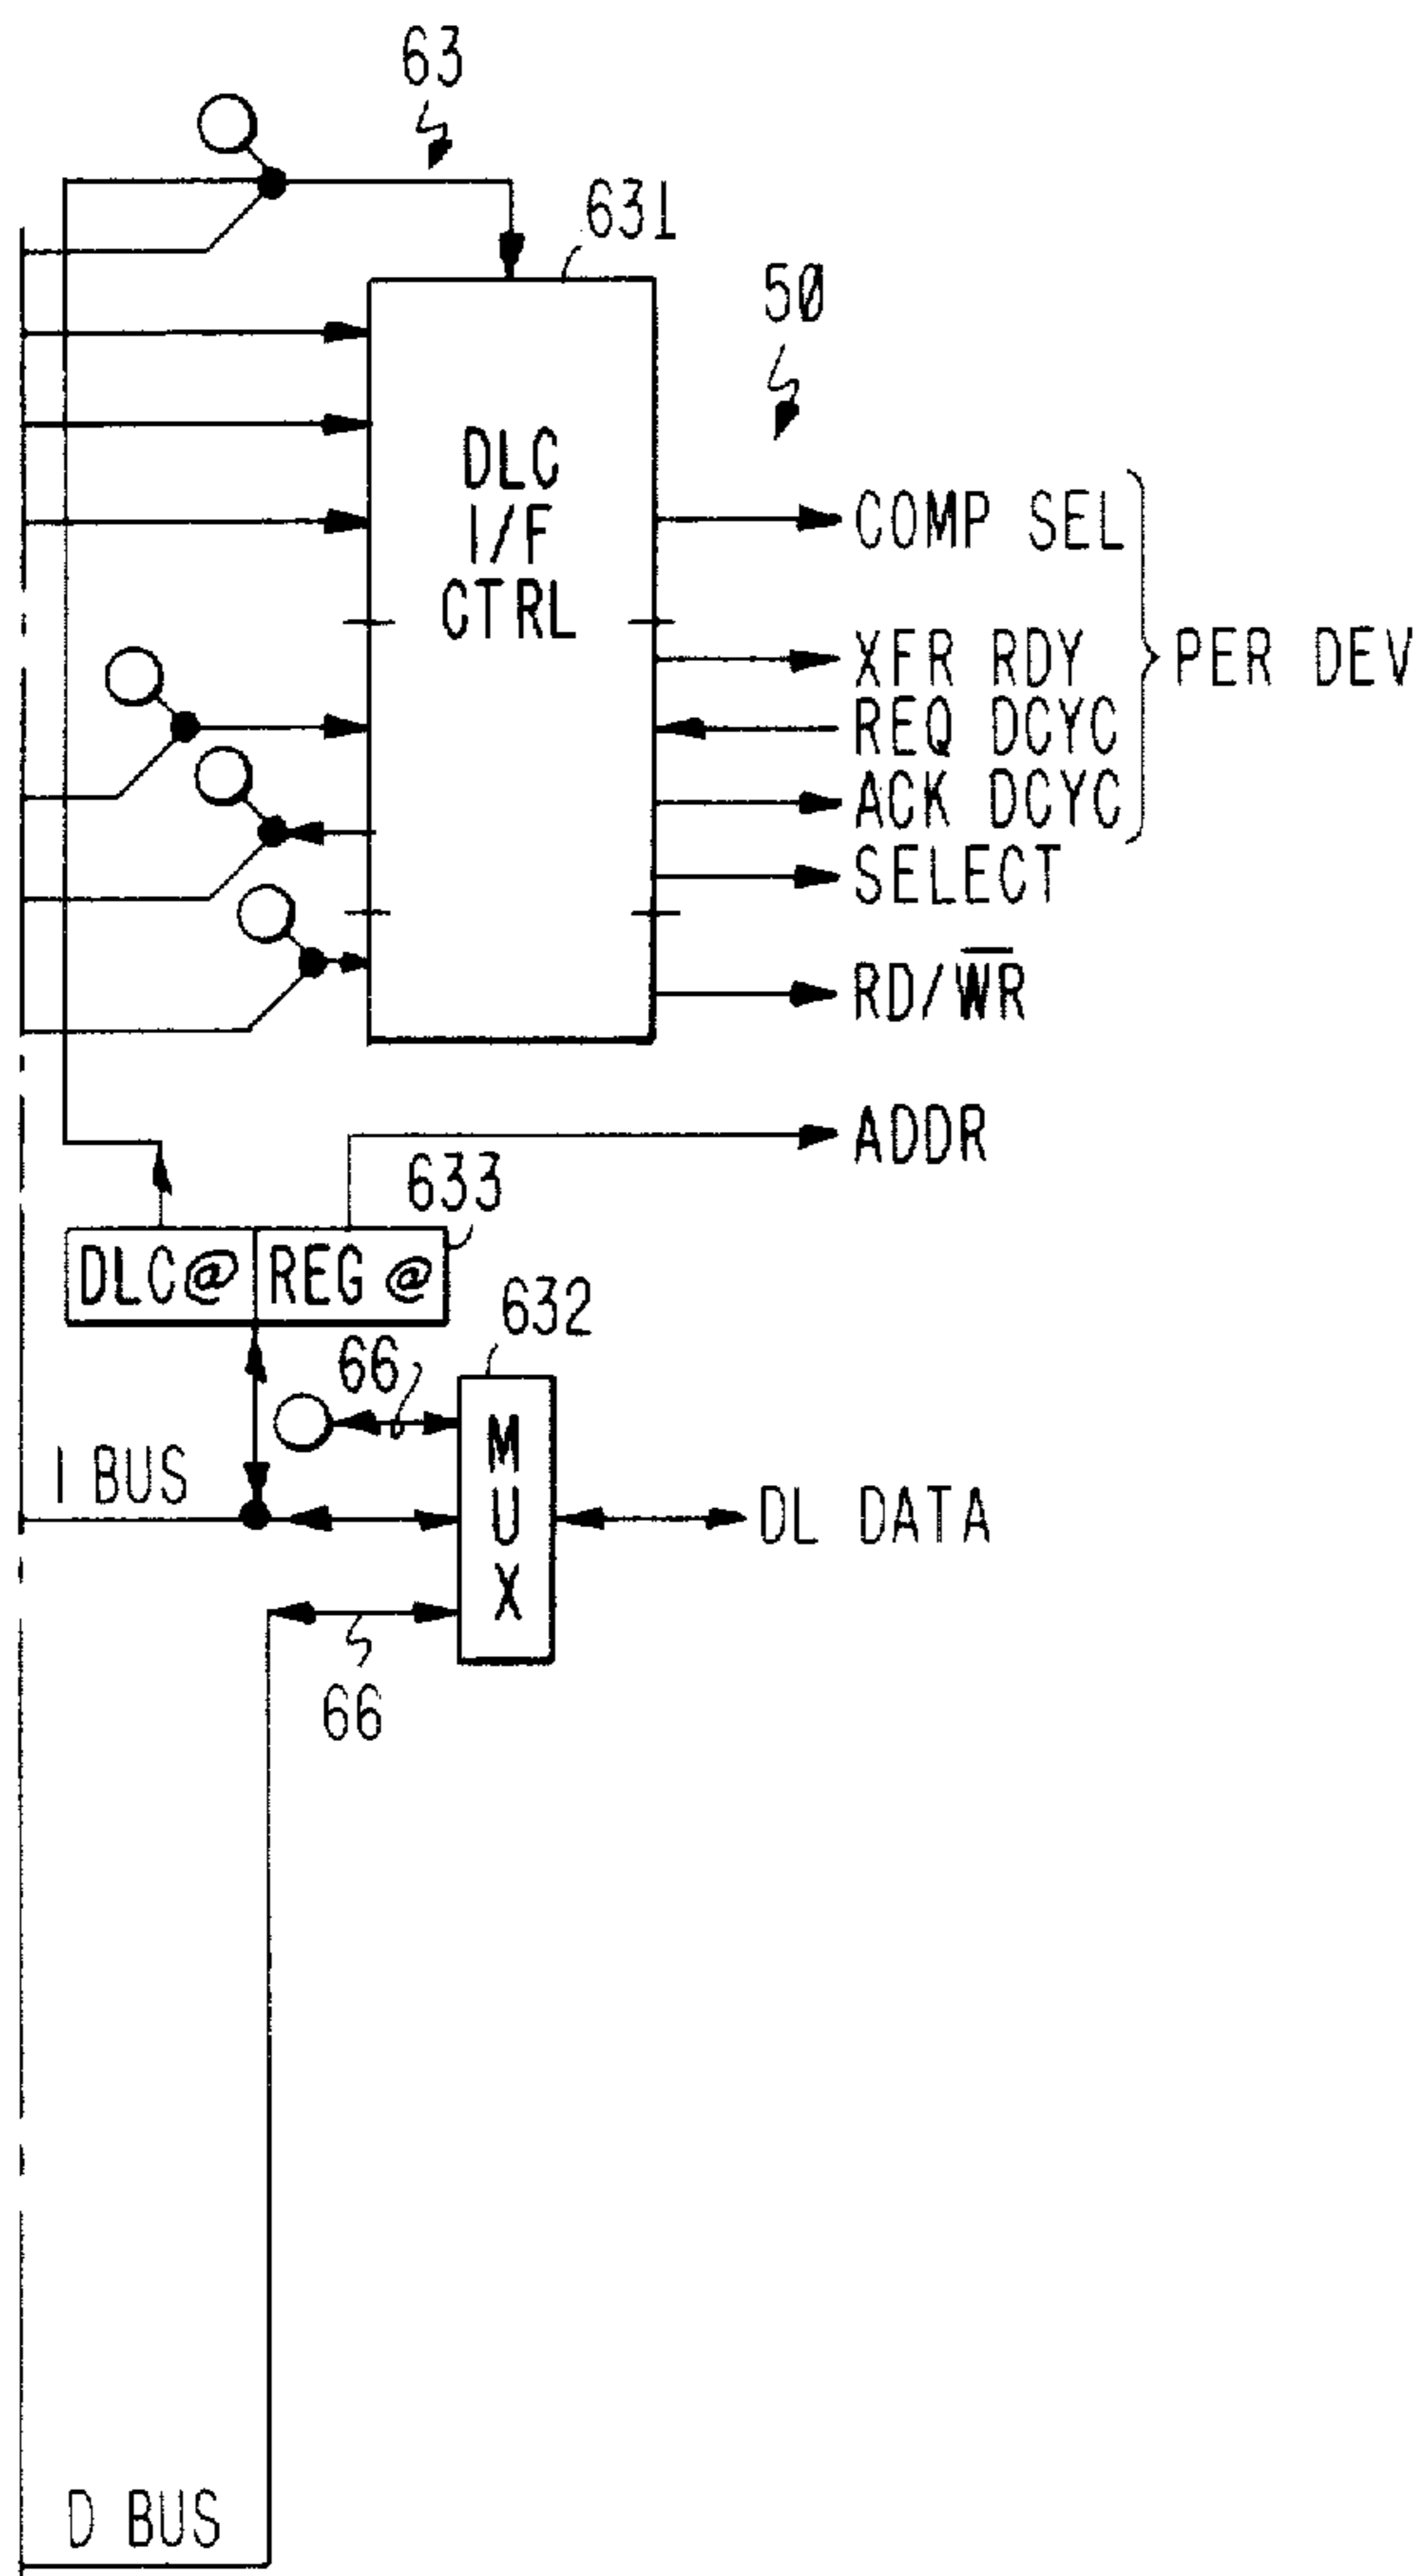 63
631
50
DLC
I/F
CTRL
COMP SEL
XFR RDY
PER DEV
REQ DCYC
ACK DCYC
SELECT
RD/W̅R̅
ADDR
633
DLC@
REG @
632
66
MUX
I BUS
DL DATA
66
D BUS